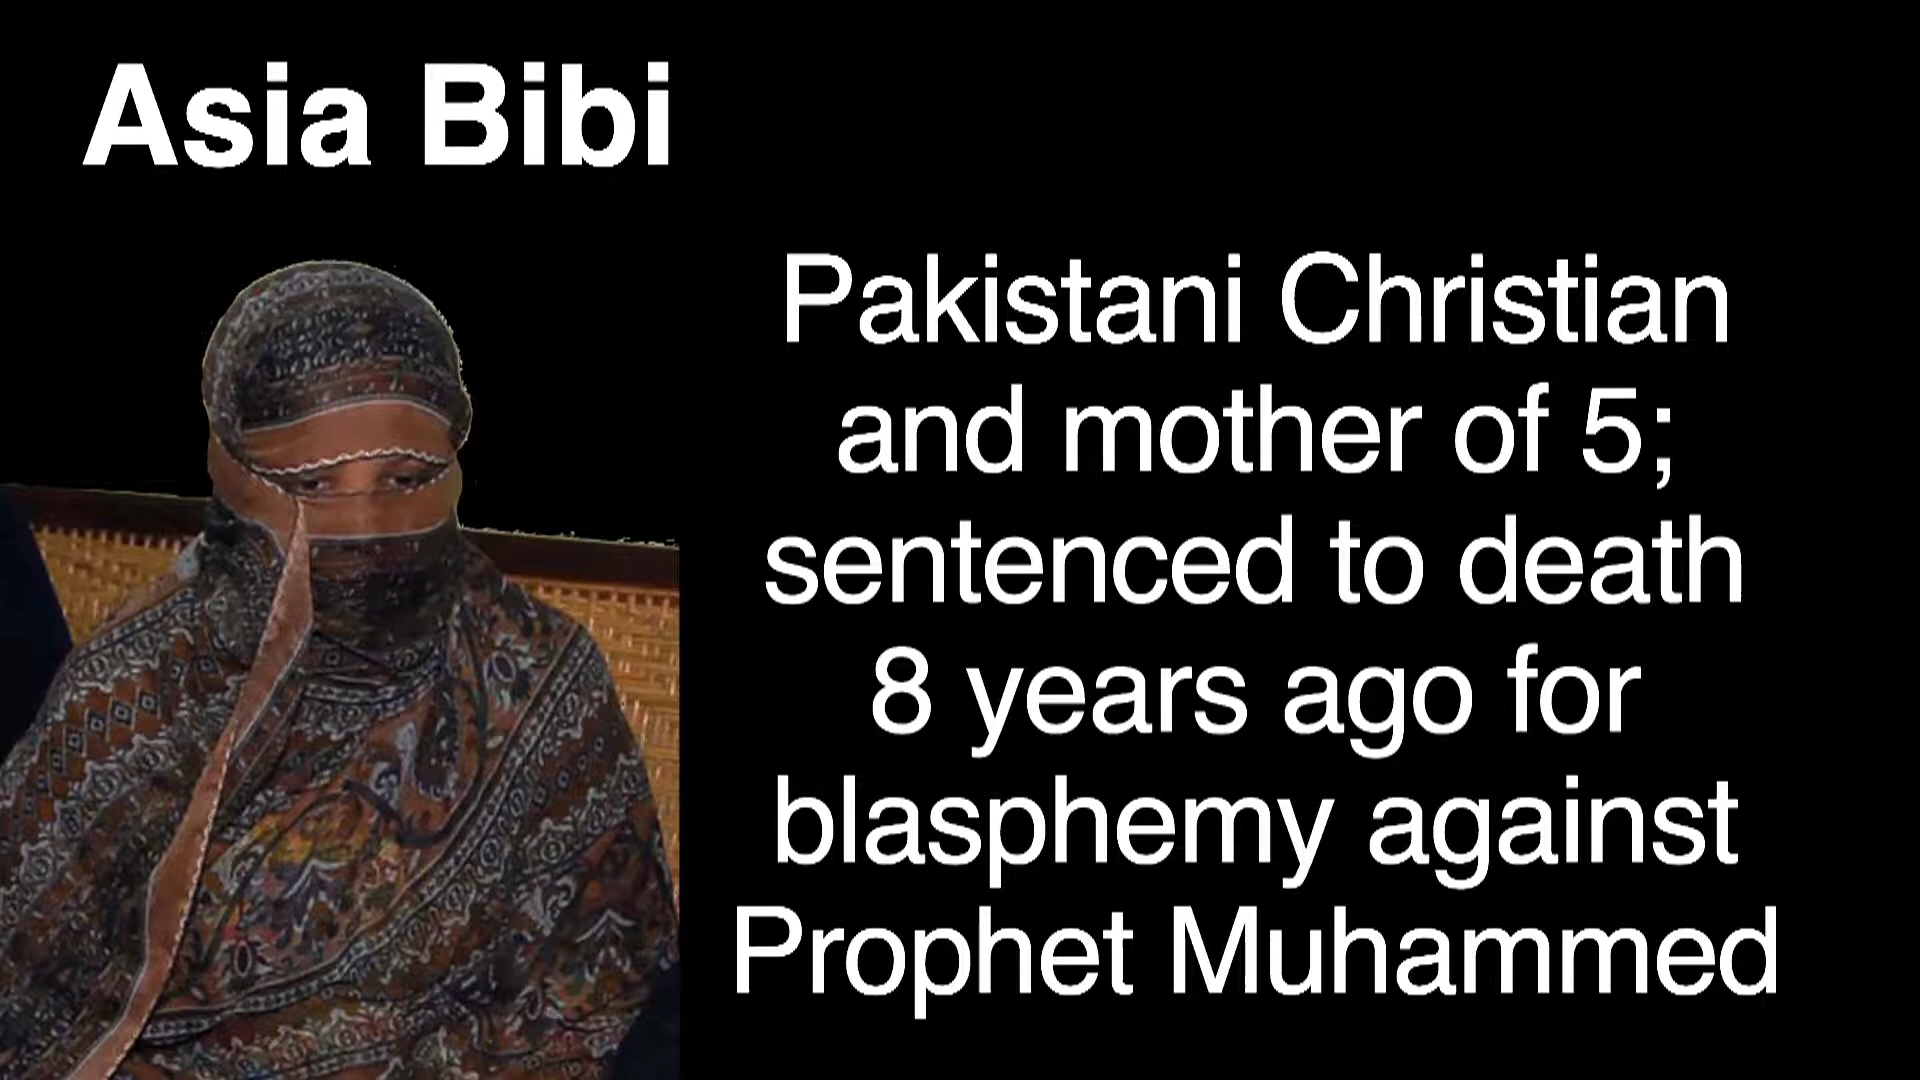 Asia Bibi
Pakistani Christian
and mother of 5;
sentenced to death
8 years ago for
blasphemy against
Prophet Muhammed